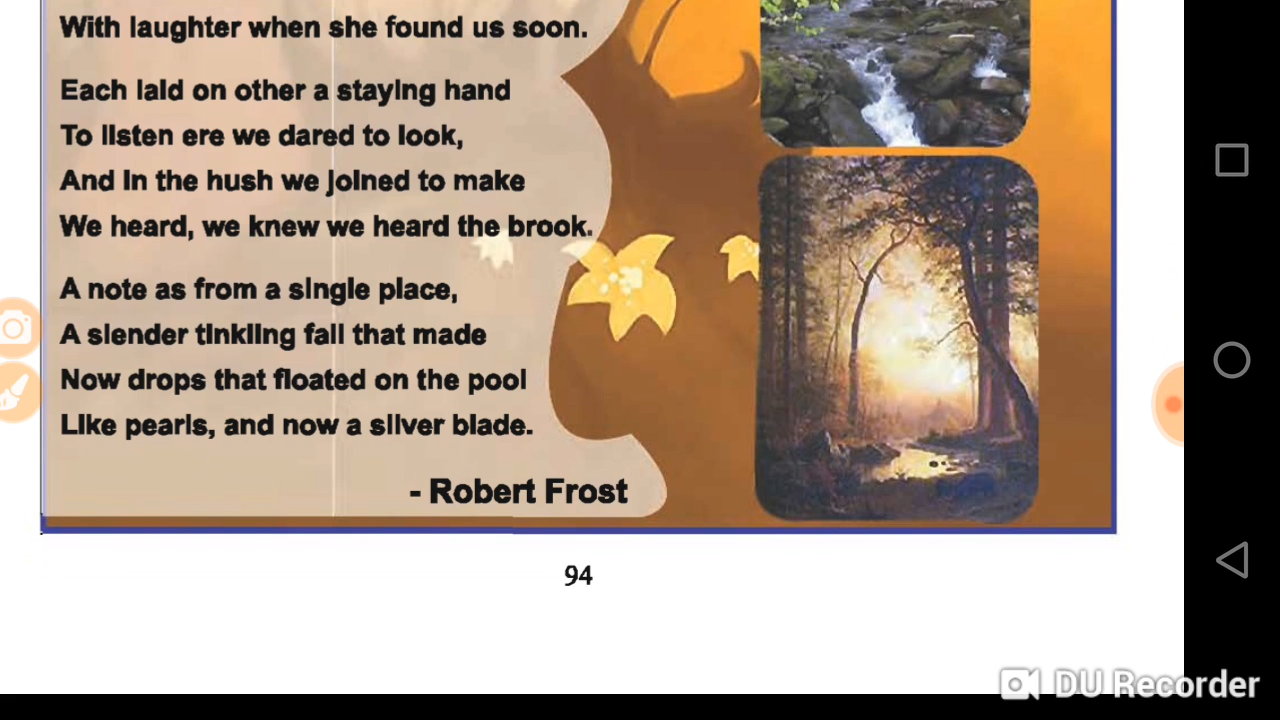 With laughter when she found us soon.
Each laid on other a staying hand
To listen ere we dared to look,
And in the hush we joined to make
We heard, we knew we heard the brook.
A note as from a single place,
A slender tinkling fall that made
Now drops that floated on the pool
Like pearls, and now a silver blade.
- Robert Frost
94
DU Recorder